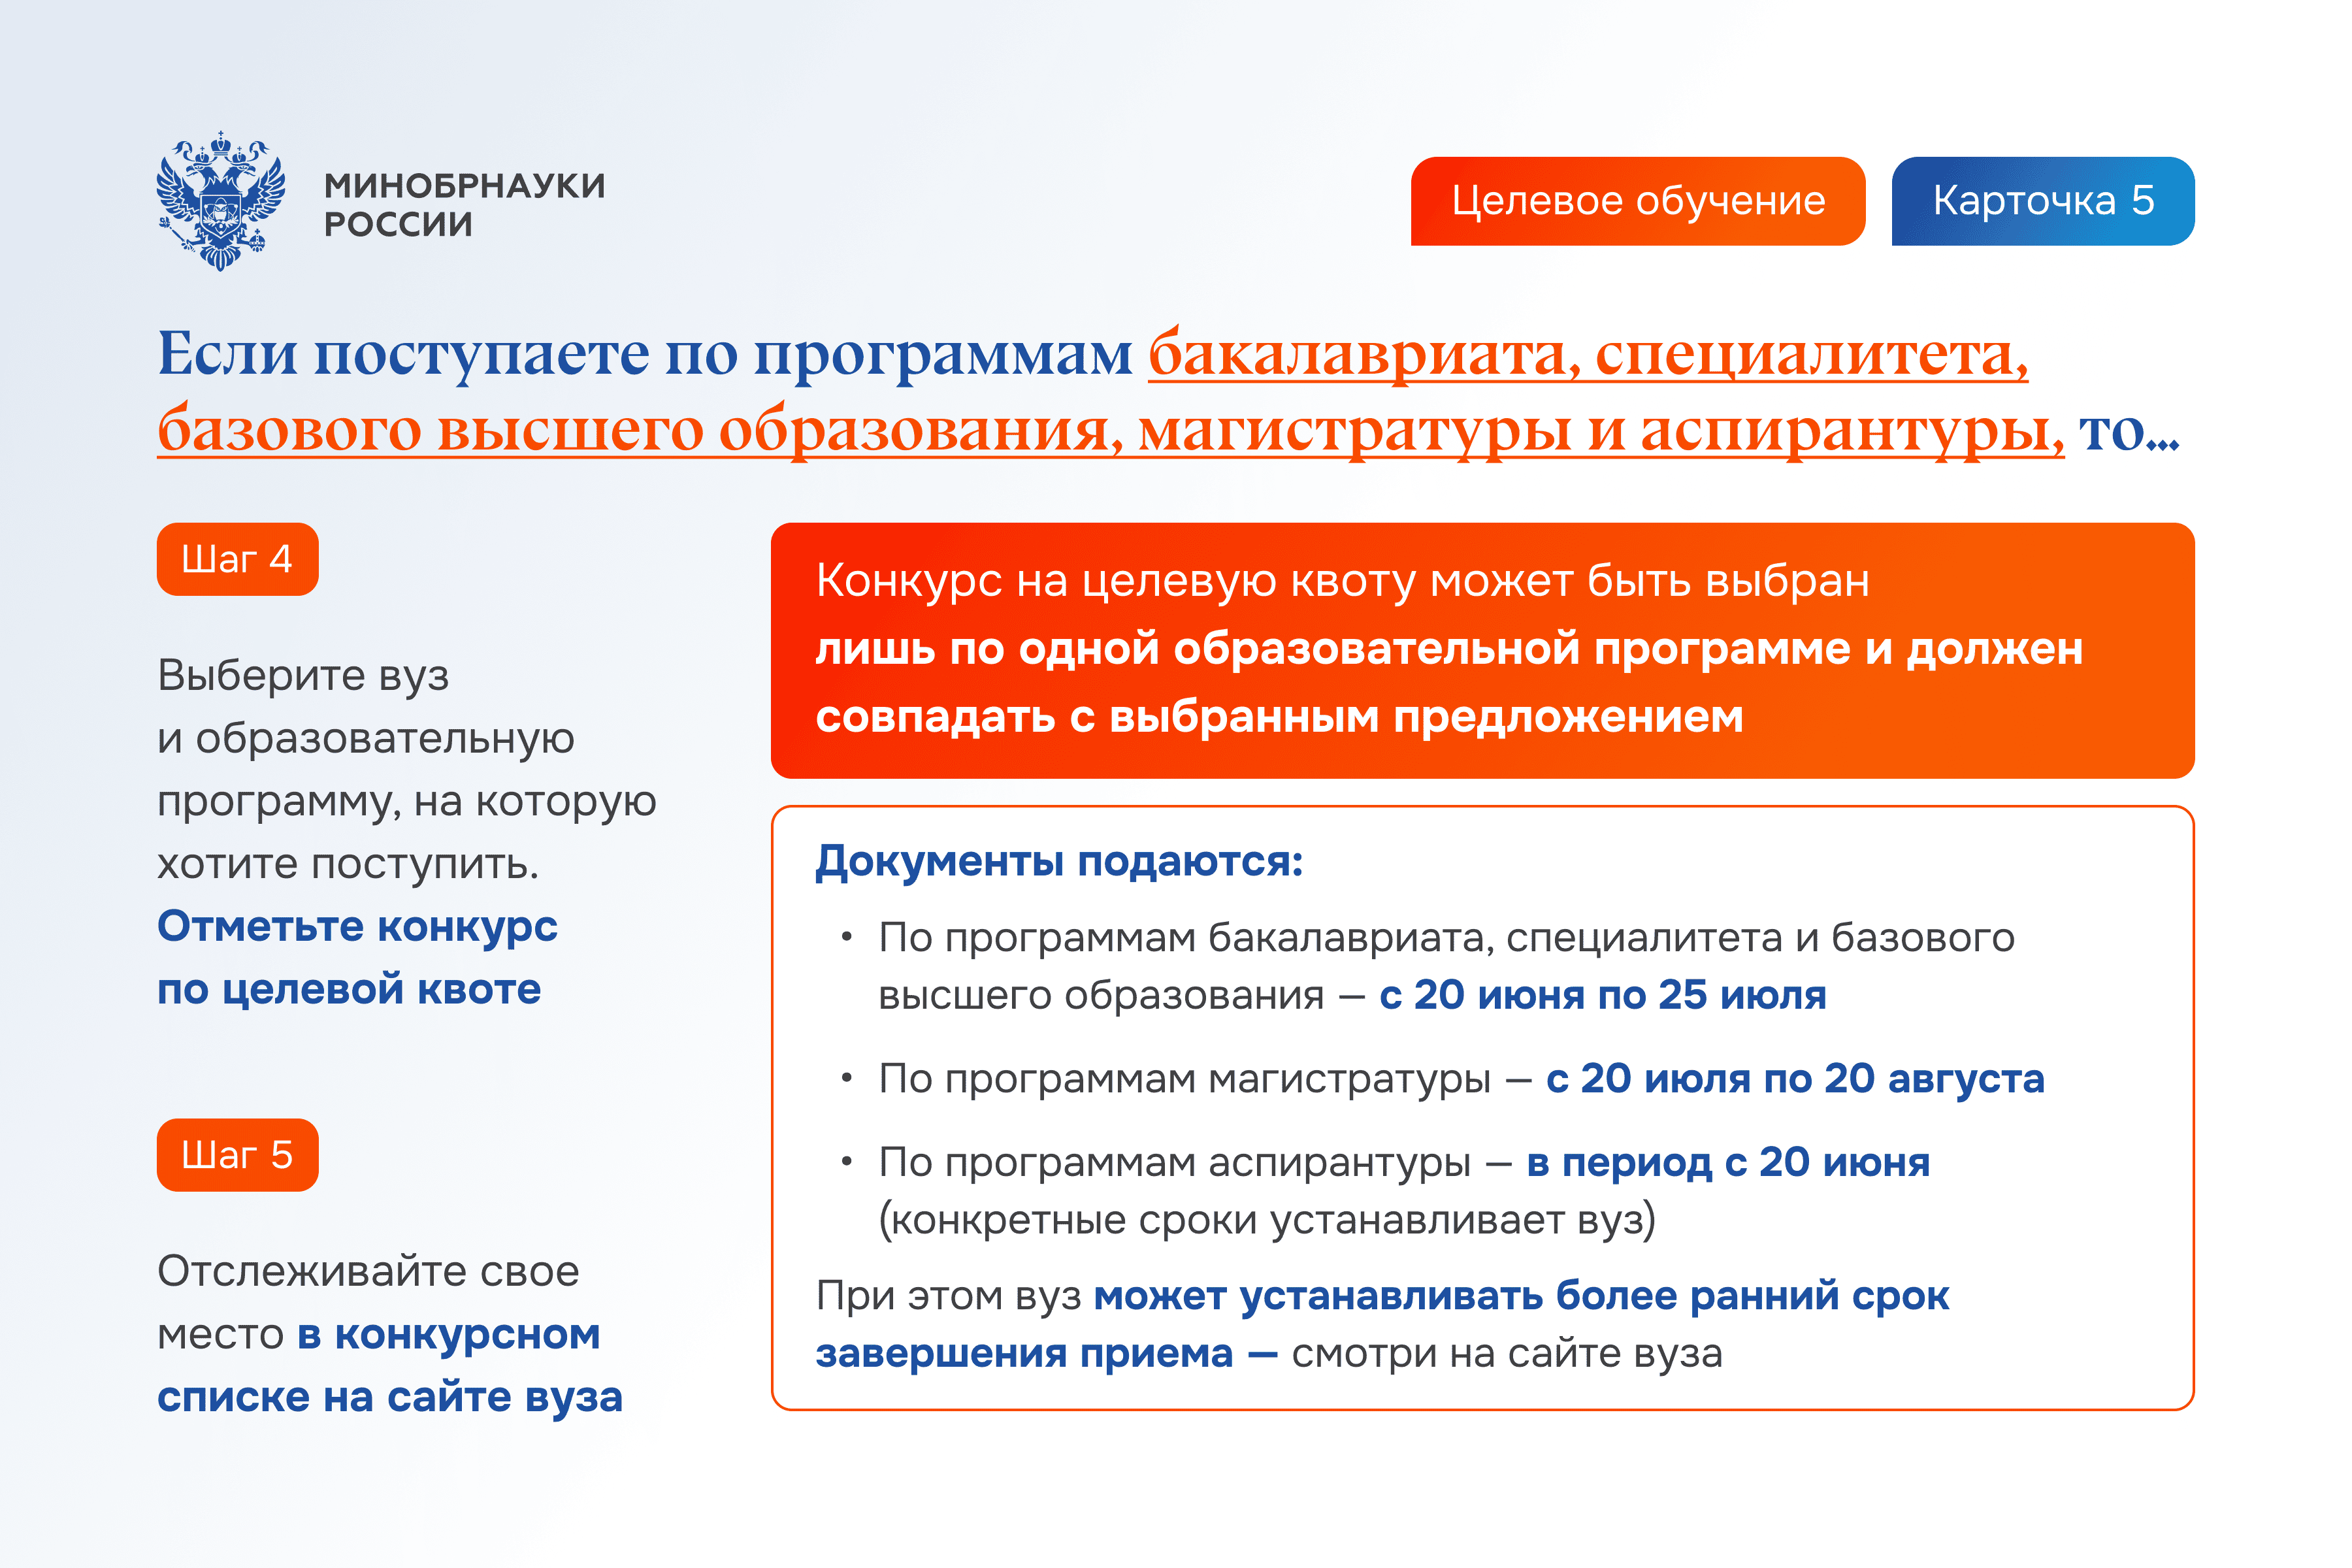 МИНОБРНАУКИ
РОССИИ
Целевое обучение
Карточка 5
Если поступаете по программам бакалавриата, специалитета,
базового высшего образования, магистратуры и аспирантуры, то...
Шаг 4
Выберите вуз
и образовательную
программу, на которую
хотите поступить.
Отметьте конкурс
по целевой квоте
Шаг 5
Отслеживайте свое
место в конкурсном
списке на сайте вуза
Конкурс на целевую квоту может быть выбран
лишь по одной образовательной программе и должен
совпадать с выбранным предложением
Документы подаются:
• По программам бакалавриата, специалитета и базового
высшего образования — с 20 июня по 25 июля
• По программам магистратуры — с 20 июля по 20 августа
• По программам аспирантуры — в период с 20 июня
(конкретные сроки устанавливает вуз)
При этом вуз может устанавливать более ранний срок
завершения приема — смотри на сайте вуза